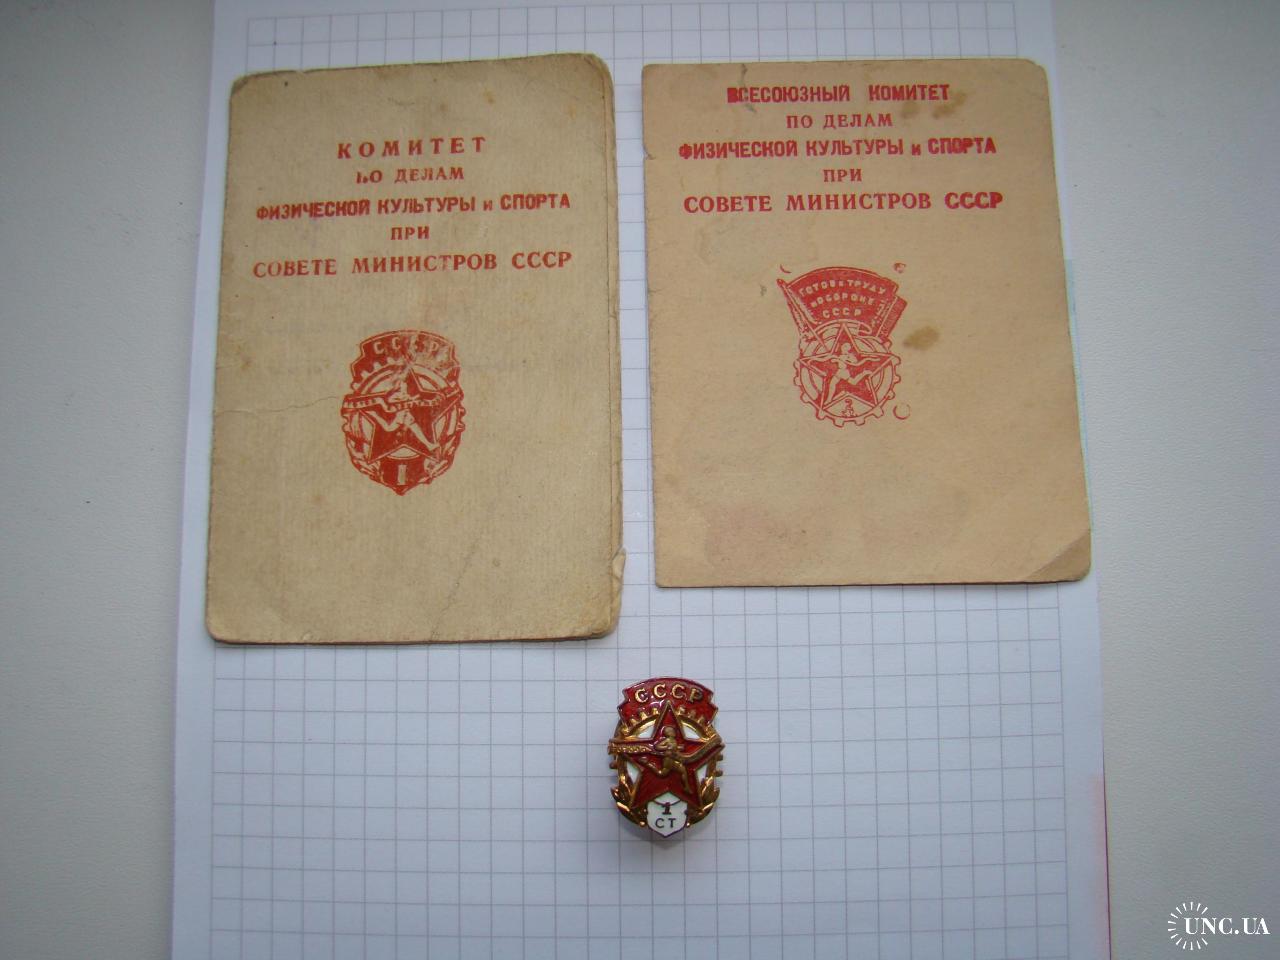 КОМИТЕТ
ПО ДЕЛАМ
ФИЗИЧЕСКОЙ КУЛЬТУРЫ и СПОРТА
ПРИ
СОВЕТЕ МИНИСТРОВ СССР
СССР
I
ВСЕСОЮЗНЫЙ КОМИТЕТ
ПО ДЕЛАМ
ФИЗИЧЕСКОЙ КУЛЬТУРЫ и СПОРТА
ПРИ
СОВЕТЕ МИНИСТРОВ СССР
ГОТОВ к ТРУДУ
и ОБОРОНЕ
СССР
СССР
1
СТ
UNC.UA